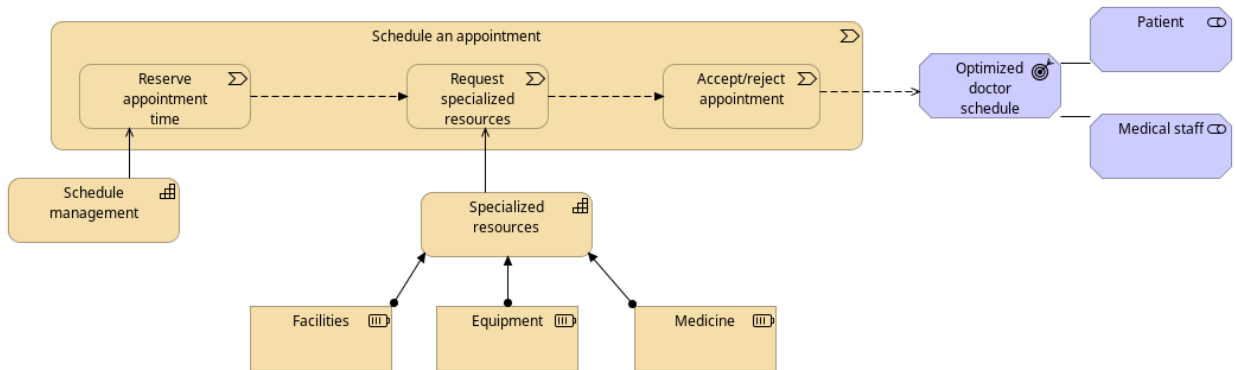 Schedule an appointment
Reserve
appointment
time
Request
specialized
resources
Accept/reject
appointment
Optimized
doctor
schedule
Patient
Medical staff
Schedule
management
Specialized
resources
Facilities
Equipment
Medicine